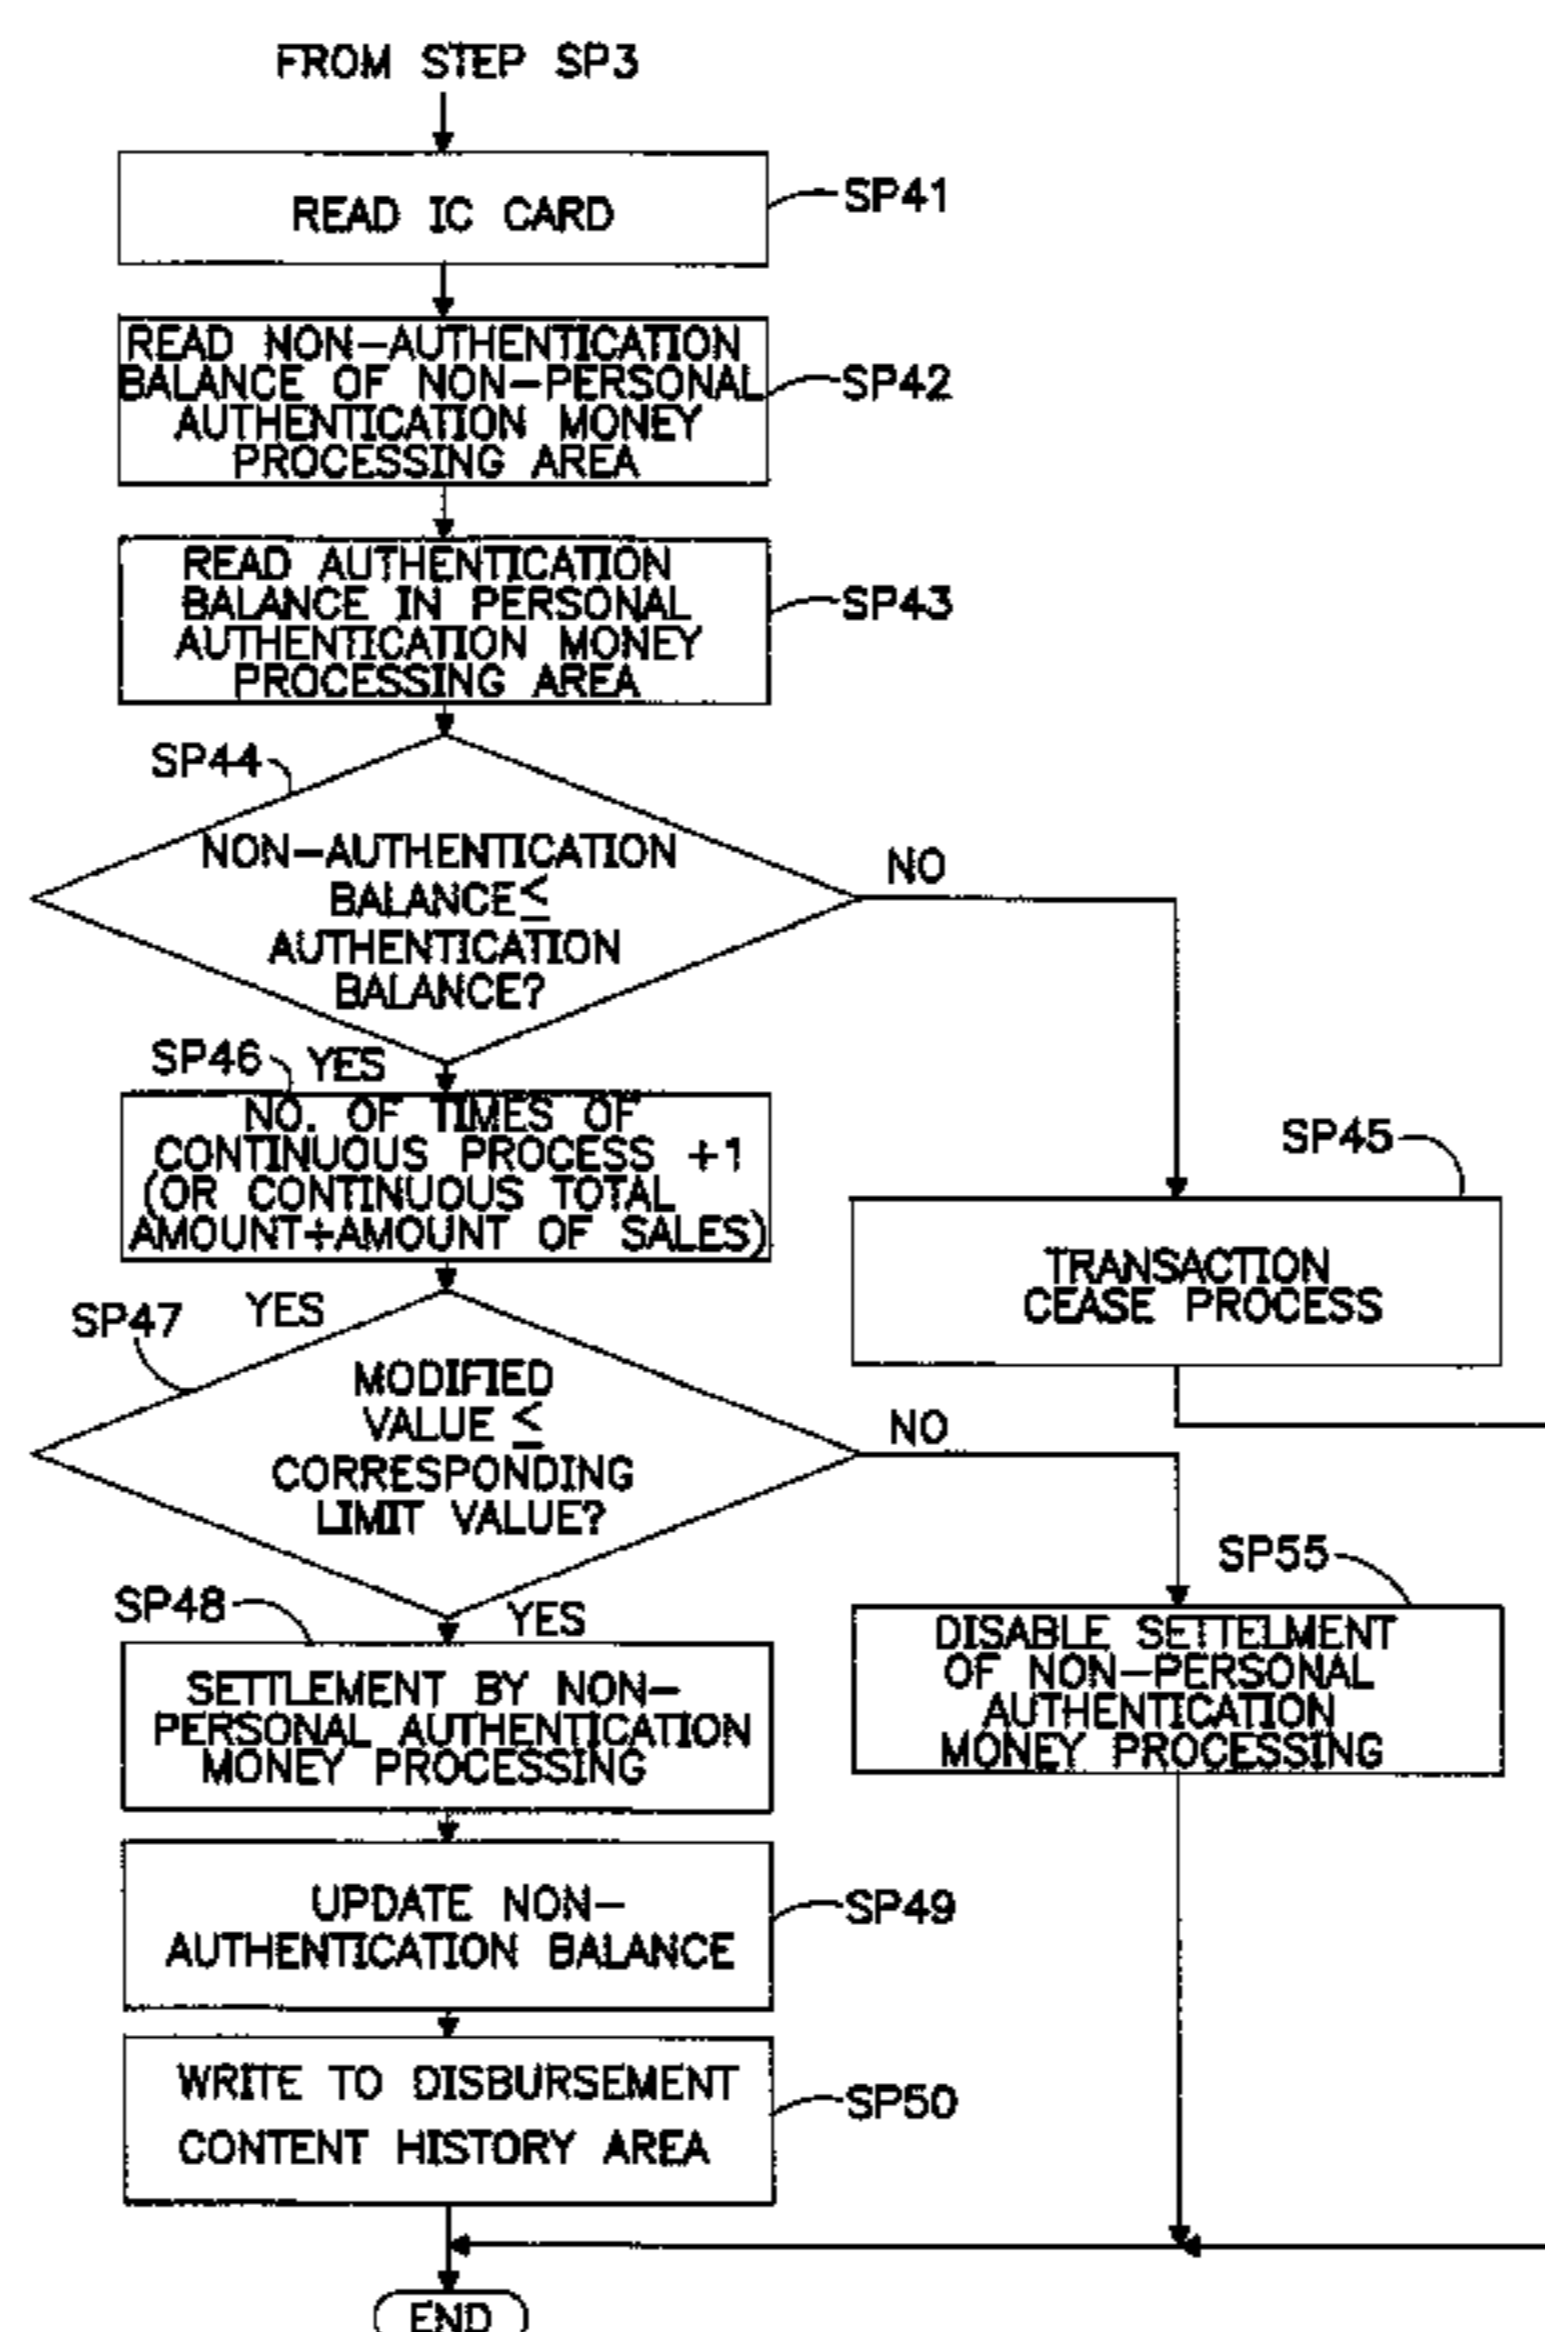 FROM STEP SP3
READ IC CARD
SP41
READ NON-AUTHENTICATION
BALANCE OF NON-PERSONAL
AUTHENTICATION MONEY
PROCESSING AREA
SP42
READ AUTHENTICATION
BALANCE IN PERSONAL
AUTHENTICATION MONEY
PROCESSING AREA
SP43
SP44
NON-AUTHENTICATION
BALANCE≤
AUTHENTICATION
BALANCE?
NO
SP46
YES
NO. OF TIMES OF
CONTINUOUS PROCESS +1
(OR CONTINUOUS TOTAL
AMOUNT+AMOUNT OF SALES)
SP45
TRANSACTION
CEASE PROCESS
SP47
YES
MODIFIED
VALUE ≤
CORRESPONDING
LIMIT VALUE?
NO
SP55
DISABLE SETTELMENT
OF NON-PERSONAL
AUTHENTICATION
MONEY PROCESSING
SP48
YES
SETTLEMENT BY NON-
PERSONAL AUTHENTICATION
MONEY PROCESSING
UPDATE NON-
AUTHENTICATION BALANCE
SP49
WRITE TO DISBURSEMENT
CONTENT HISTORY AREA
SP50
END